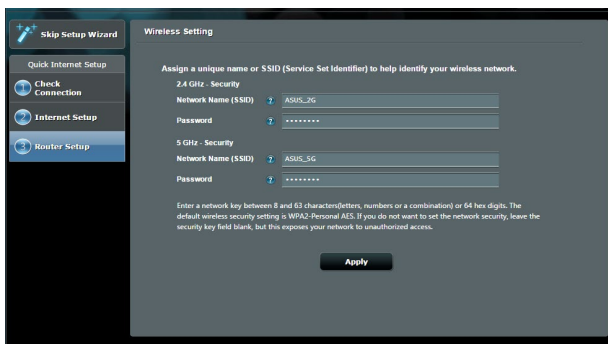 Skip Setup Wizard
Quick Internet Setup
1 Check
Connection
2 Internet Setup
3 Router Setup
Wireless Setting
Assign a unique name or SSID (Service Set Identifier) to help identify your wireless network.
2.4 GHz - Security
Network Name (SSID) ? ASUS_2G
Password ? ••••••••
5 GHz - Security
Network Name (SSID) ? ASUS_5G
Password ? ••••••••
Enter a network key between 8 and 63 characters(letters, numbers or a combination) or 64 hex digits. The
default wireless security setting is WPA2-Personal AES. If you do not want to set the network security, leave the
security key field blank, but this exposes your network to unauthorized access.
Apply